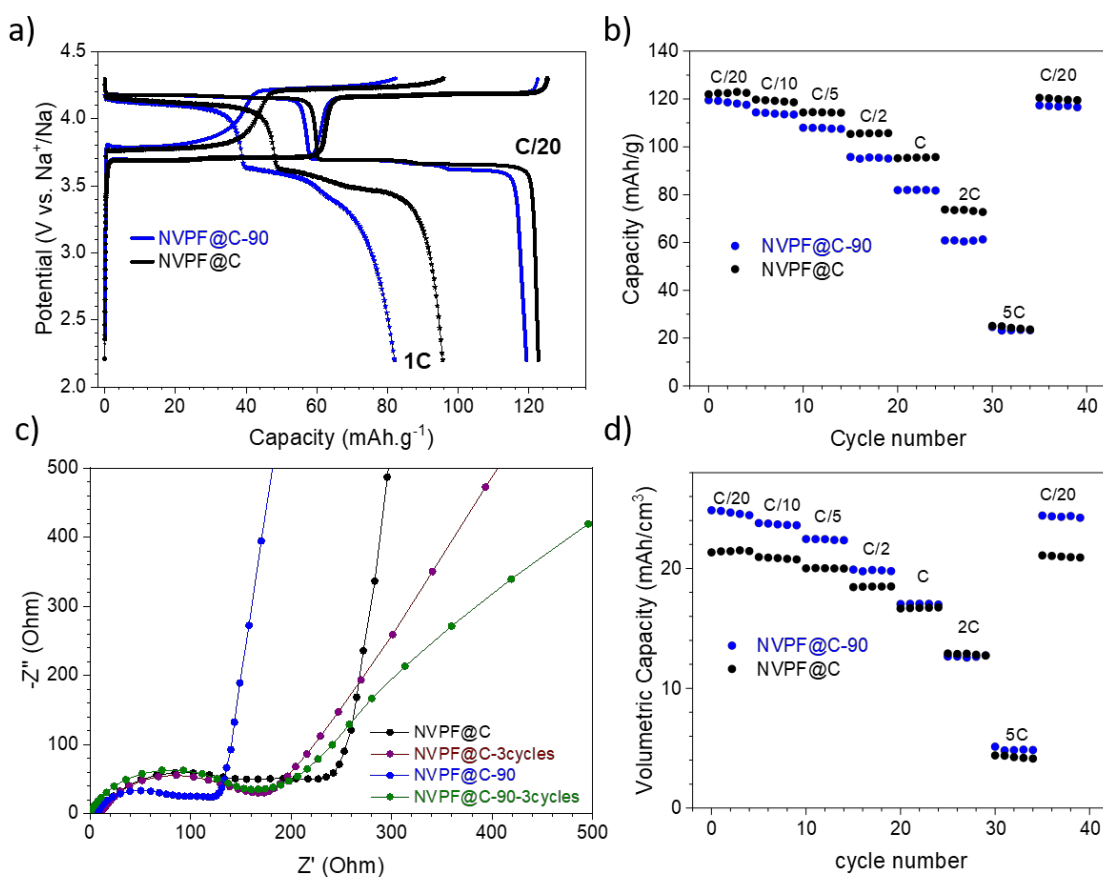 a)
4.5
4.0
3.5
3.0
2.5
2.0
Potential (V vs. Na⁺/Na)
C/20
NVPF@C-90
NVPF@C
1C
0 20 40 60 80 100 120
Capacity (mAh.g⁻¹)
b)
140
120
100
80
60
40
20
0
Capacity (mAh/g)
C/20
C/10
C/5
C/2
C
2C
5C
C/20
NVPF@C-90
NVPF@C
0 10 20 30 40
Cycle number
c)
500
400
300
200
100
0
-Z" (Ohm)
NVPF@C
NVPF@C-3cycles
NVPF@C-90
NVPF@C-90-3cycles
0 100 200 300 400 500
Z' (Ohm)
d)
20
10
0
Volumetric Capacity (mAh/cm³)
C/20
C/10
C/5
C/2
C
2C
5C
C/20
NVPF@C-90
NVPF@C
0 10 20 30 40
cycle number